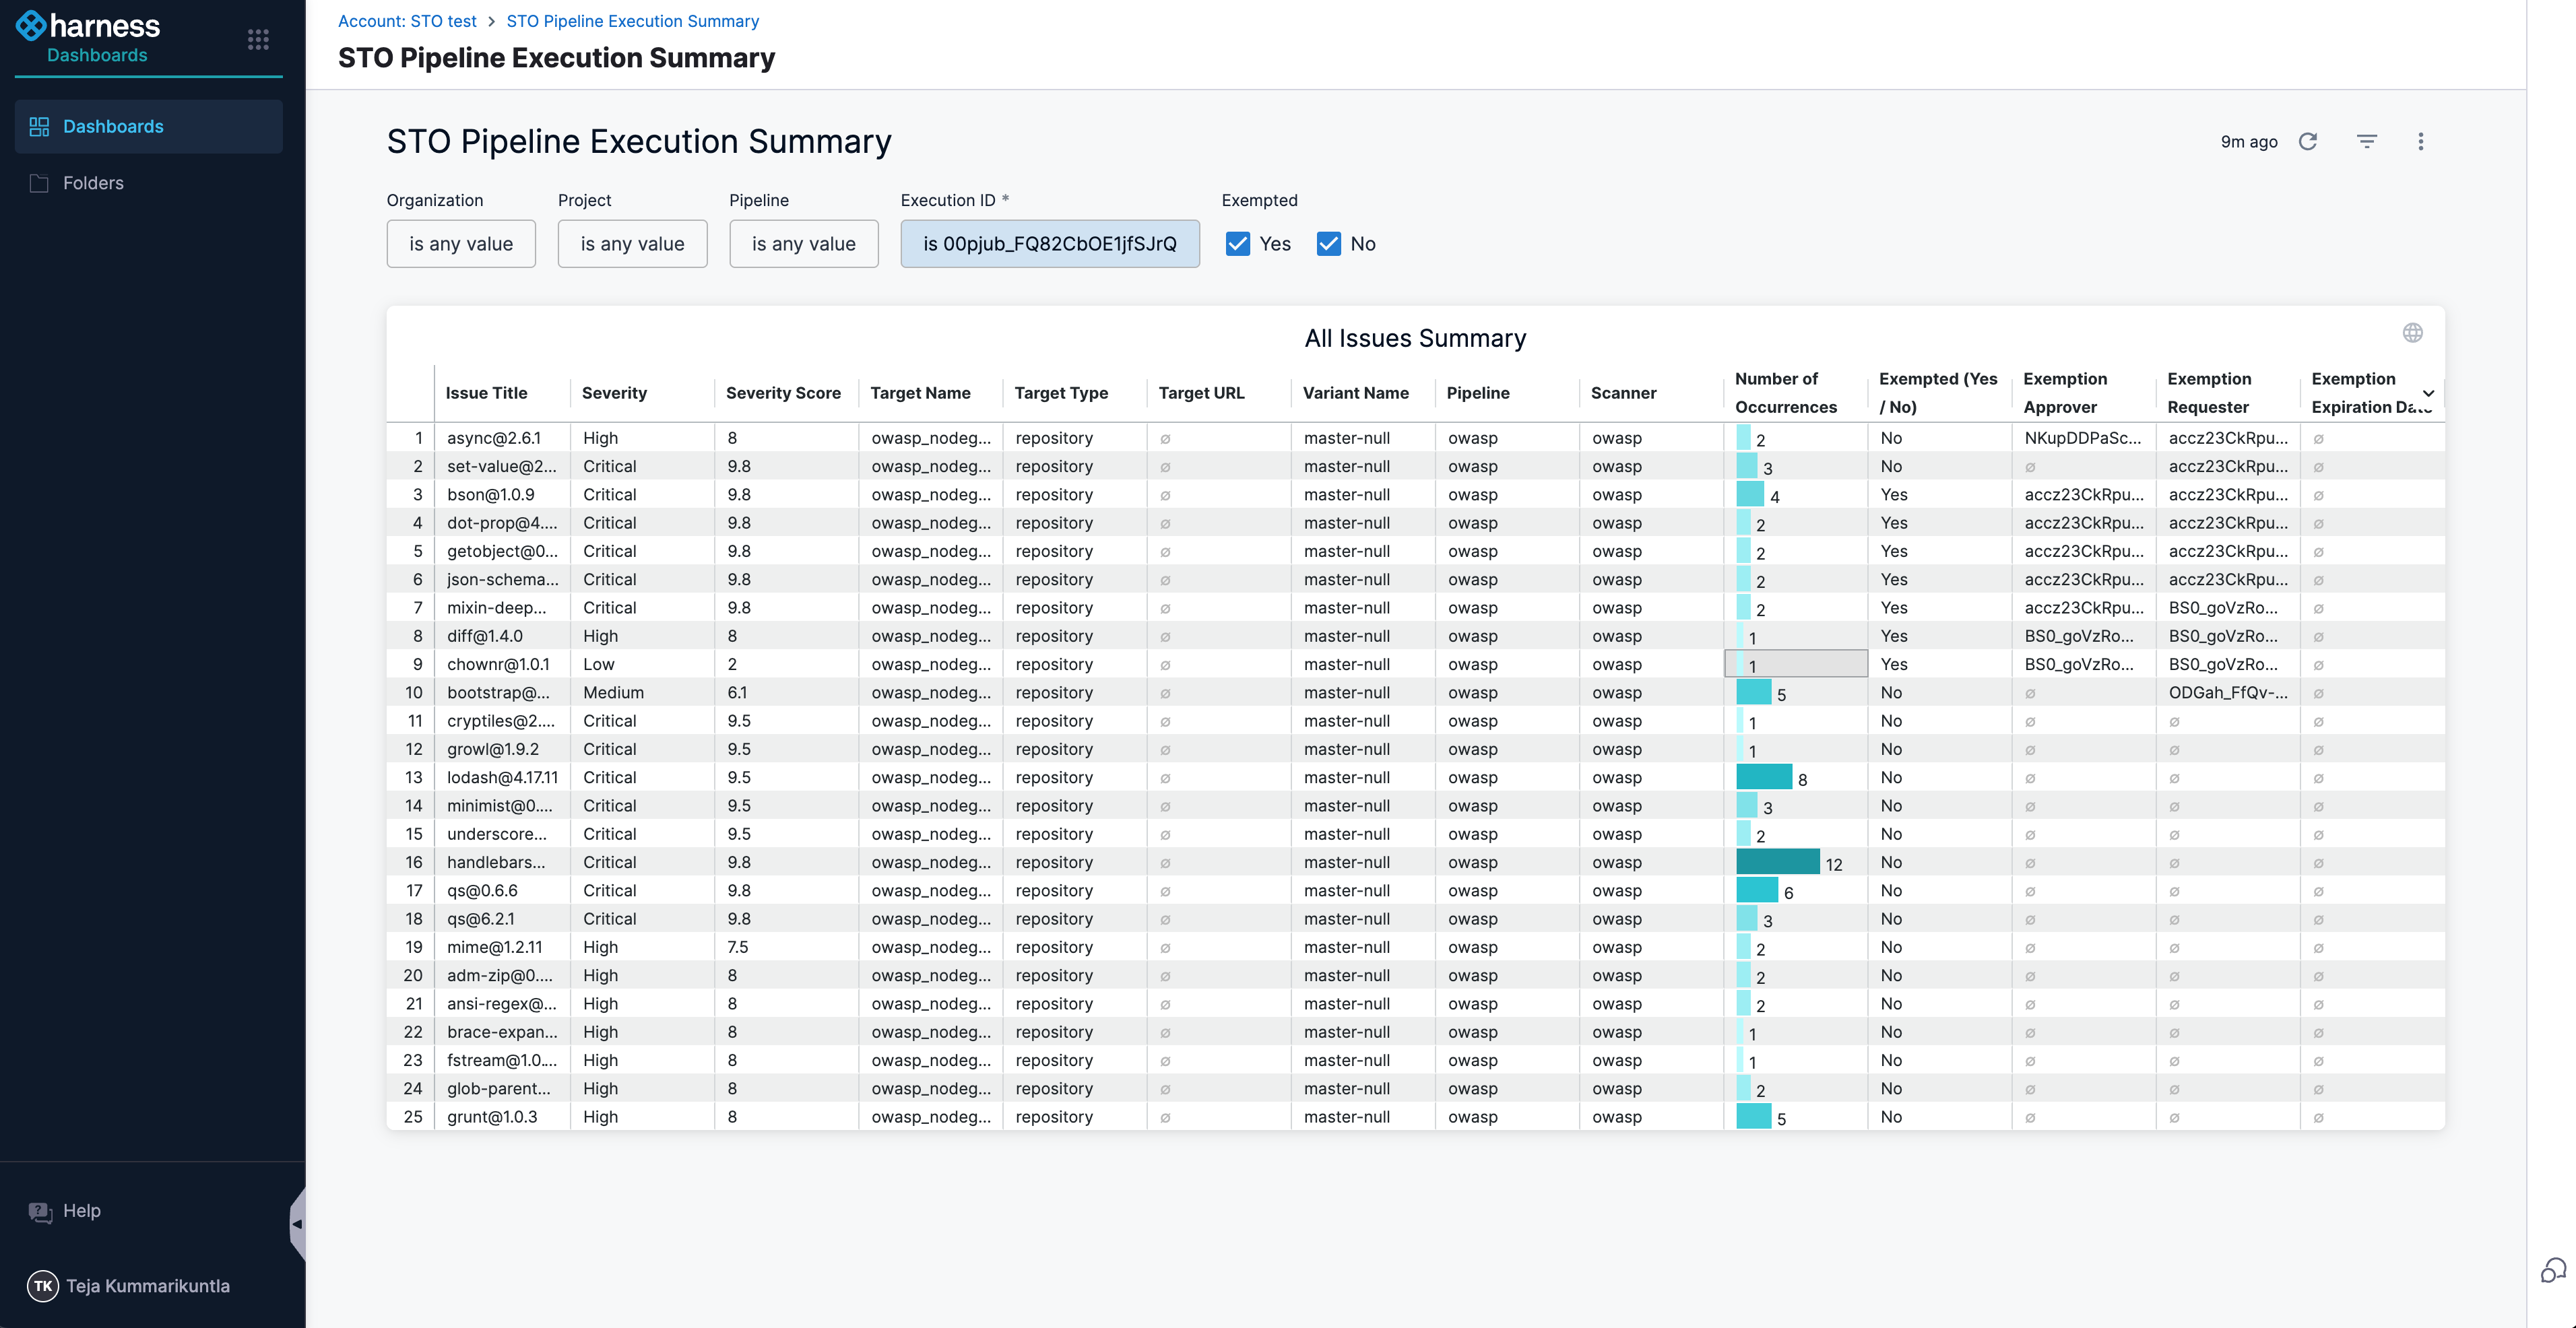 harness
Dashboards
Dashboards
Folders
Help
TK Teja Kummarikuntla
Account: STO test > STO Pipeline Execution Summary
STO Pipeline Execution Summary
STO Pipeline Execution Summary
9m ago
Organization Project Pipeline Execution ID * Exempted
is any value is any value is any value is 00pjub_FQ82CbOE1jfSJrQ Yes No
All Issues Summary
Issue Title Severity Severity Score Target Name Target Type Target URL Variant Name Pipeline Scanner Number of Occurrences Exempted (Yes / No) Exemption Approver Exemption Requester Exemption Expiration Date
1 async@2.6.1 High 8 owasp_nodeg... repository ∅ master-null owasp owasp 2 No NKupDDPaSc... accz23CkRpu... ∅
2 set-value@2... Critical 9.8 owasp_nodeg... repository ∅ master-null owasp owasp 3 No ∅ accz23CkRpu... ∅
3 bson@1.0.9 Critical 9.8 owasp_nodeg... repository ∅ master-null owasp owasp 4 Yes accz23CkRpu... accz23CkRpu... ∅
4 dot-prop@4.... Critical 9.8 owasp_nodeg... repository ∅ master-null owasp owasp 2 Yes accz23CkRpu... accz23CkRpu... ∅
5 getobject@0... Critical 9.8 owasp_nodeg... repository ∅ master-null owasp owasp 2 Yes accz23CkRpu... accz23CkRpu... ∅
6 json-schema... Critical 9.8 owasp_nodeg... repository ∅ master-null owasp owasp 2 Yes accz23CkRpu... accz23CkRpu... ∅
7 mixin-deep... Critical 9.8 owasp_nodeg... repository ∅ master-null owasp owasp 2 Yes accz23CkRpu... BS0_goVzRo... ∅
8 diff@1.4.0 High 8 owasp_nodeg... repository ∅ master-null owasp owasp 1 Yes BS0_goVzRo... BS0_goVzRo... ∅
9 chownr@1.0.1 Low 2 owasp_nodeg... repository ∅ master-null owasp owasp 1 Yes BS0_goVzRo... BS0_goVzRo... ∅
10 bootstrap@... Medium 6.1 owasp_nodeg... repository ∅ master-null owasp owasp 5 No ∅ ODGah_FfQv-... ∅
11 cryptiles@2.... Critical 9.5 owasp_nodeg... repository ∅ master-null owasp owasp 1 No ∅ ∅ ∅
12 growl@1.9.2 Critical 9.5 owasp_nodeg... repository ∅ master-null owasp owasp 1 No ∅ ∅ ∅
13 lodash@4.17.11 Critical 9.5 owasp_nodeg... repository ∅ master-null owasp owasp 8 No ∅ ∅ ∅
14 minimist@0.... Critical 9.5 owasp_nodeg... repository ∅ master-null owasp owasp 3 No ∅ ∅ ∅
15 underscore... Critical 9.5 owasp_nodeg... repository ∅ master-null owasp owasp 2 No ∅ ∅ ∅
16 handlebars... Critical 9.8 owasp_nodeg... repository ∅ master-null owasp owasp 12 No ∅ ∅ ∅
17 qs@0.6.6 Critical 9.8 owasp_nodeg... repository ∅ master-null owasp owasp 6 No ∅ ∅ ∅
18 qs@6.2.1 Critical 9.8 owasp_nodeg... repository ∅ master-null owasp owasp 3 No ∅ ∅ ∅
19 mime@1.2.11 High 7.5 owasp_nodeg... repository ∅ master-null owasp owasp 2 No ∅ ∅ ∅
20 adm-zip@0.... High 8 owasp_nodeg... repository ∅ master-null owasp owasp 2 No ∅ ∅ ∅
21 ansi-regex@... High 8 owasp_nodeg... repository ∅ master-null owasp owasp 2 No ∅ ∅ ∅
22 brace-expan... High 8 owasp_nodeg... repository ∅ master-null owasp owasp 1 No ∅ ∅ ∅
23 fstream@1.0.... High 8 owasp_nodeg... repository ∅ master-null owasp owasp 1 No ∅ ∅ ∅
24 glob-parent... High 8 owasp_nodeg... repository ∅ master-null owasp owasp 2 No ∅ ∅ ∅
25 grunt@1.0.3 High 8 owasp_nodeg... repository ∅ master-null owasp owasp 5 No ∅ ∅ ∅